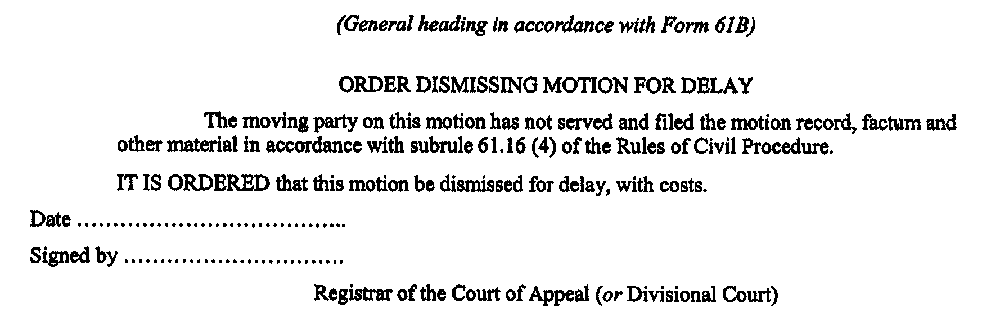 (General heading in accordance with Form 61B)
ORDER DISMISSING MOTION FOR DELAY
The moving party on this motion has not served and filed the motion record, factum and
other material in accordance with subrule 61.16 (4) of the Rules of Civil Procedure.
IT IS ORDERED that this motion be dismissed for delay, with costs.
Date ........................................
Signed by ................................
Registrar of the Court of Appeal (or Divisional Court)